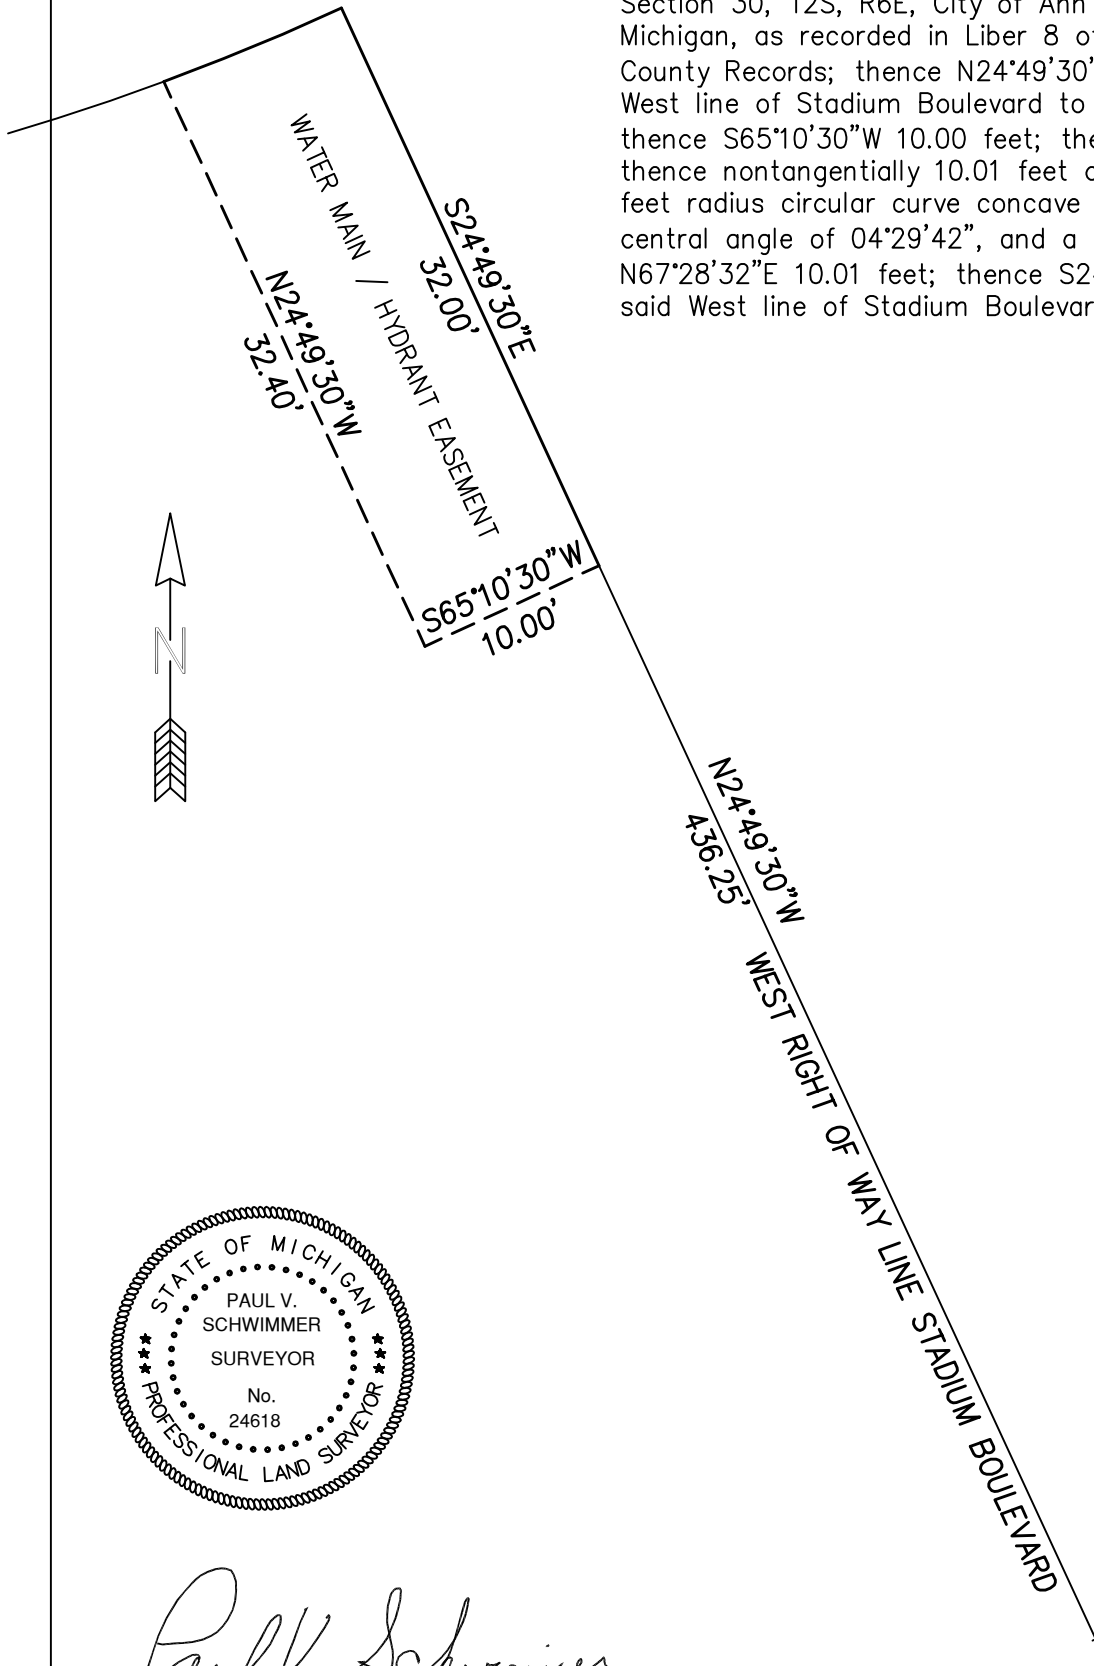 Section 30, T2S, R6E, City of Ann
Michigan, as recorded in Liber 8 of
County Records; thence N24°49'30"
West line of Stadium Boulevard to
thence S65°10'30"W 10.00 feet; the
thence nontangentially 10.01 feet
feet radius circular curve concave
central angle of 04°29'42", and a
N67°28'32"E 10.01 feet; thence S2
said West line of Stadium Boulevar
WATER MAIN / HYDRANT EASEMENT
S24°49'30"E
32.00'
N24°49'30"W
32.40'
S65°10'30"W
10.00'
N
N24°49'30"W
436.25'
WEST RIGHT OF WAY LINE STADIUM BOULEVARD
STATE OF MICHIGAN
PAUL V.
SCHWIMMER
SURVEYOR
No.
24618
PROFESSIONAL LAND SURVEYOR
Paul V. Schwimmer